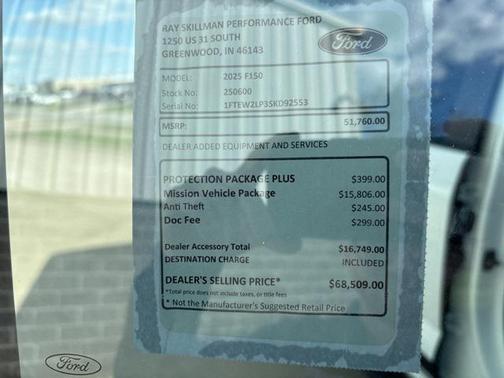 RAY SKILLMAN PERFORMANCE FORD
1250 US 31 SOUTH
GREENWOOD, IN 46143
Ford
MODEL: 2025 F150
Stock No: 250600
Serial No: 1FTEW2LP3SKD92553
MSRP: 51,760.00
DEALER ADDED EQUIPMENT AND SERVICES
PROTECTION PACKAGE PLUS $399.00
Mission Vehicle Package $15,806.00
Anti Theft $245.00
Doc Fee $299.00
Dealer Accessory Total $16,749.00
DESTINATION CHARGE INCLUDED
DEALER'S SELLING PRICE* $68,509.00
*Total price does not include taxes, or title fees
* Not the Manufacturer's Suggested Retail Price
Ford